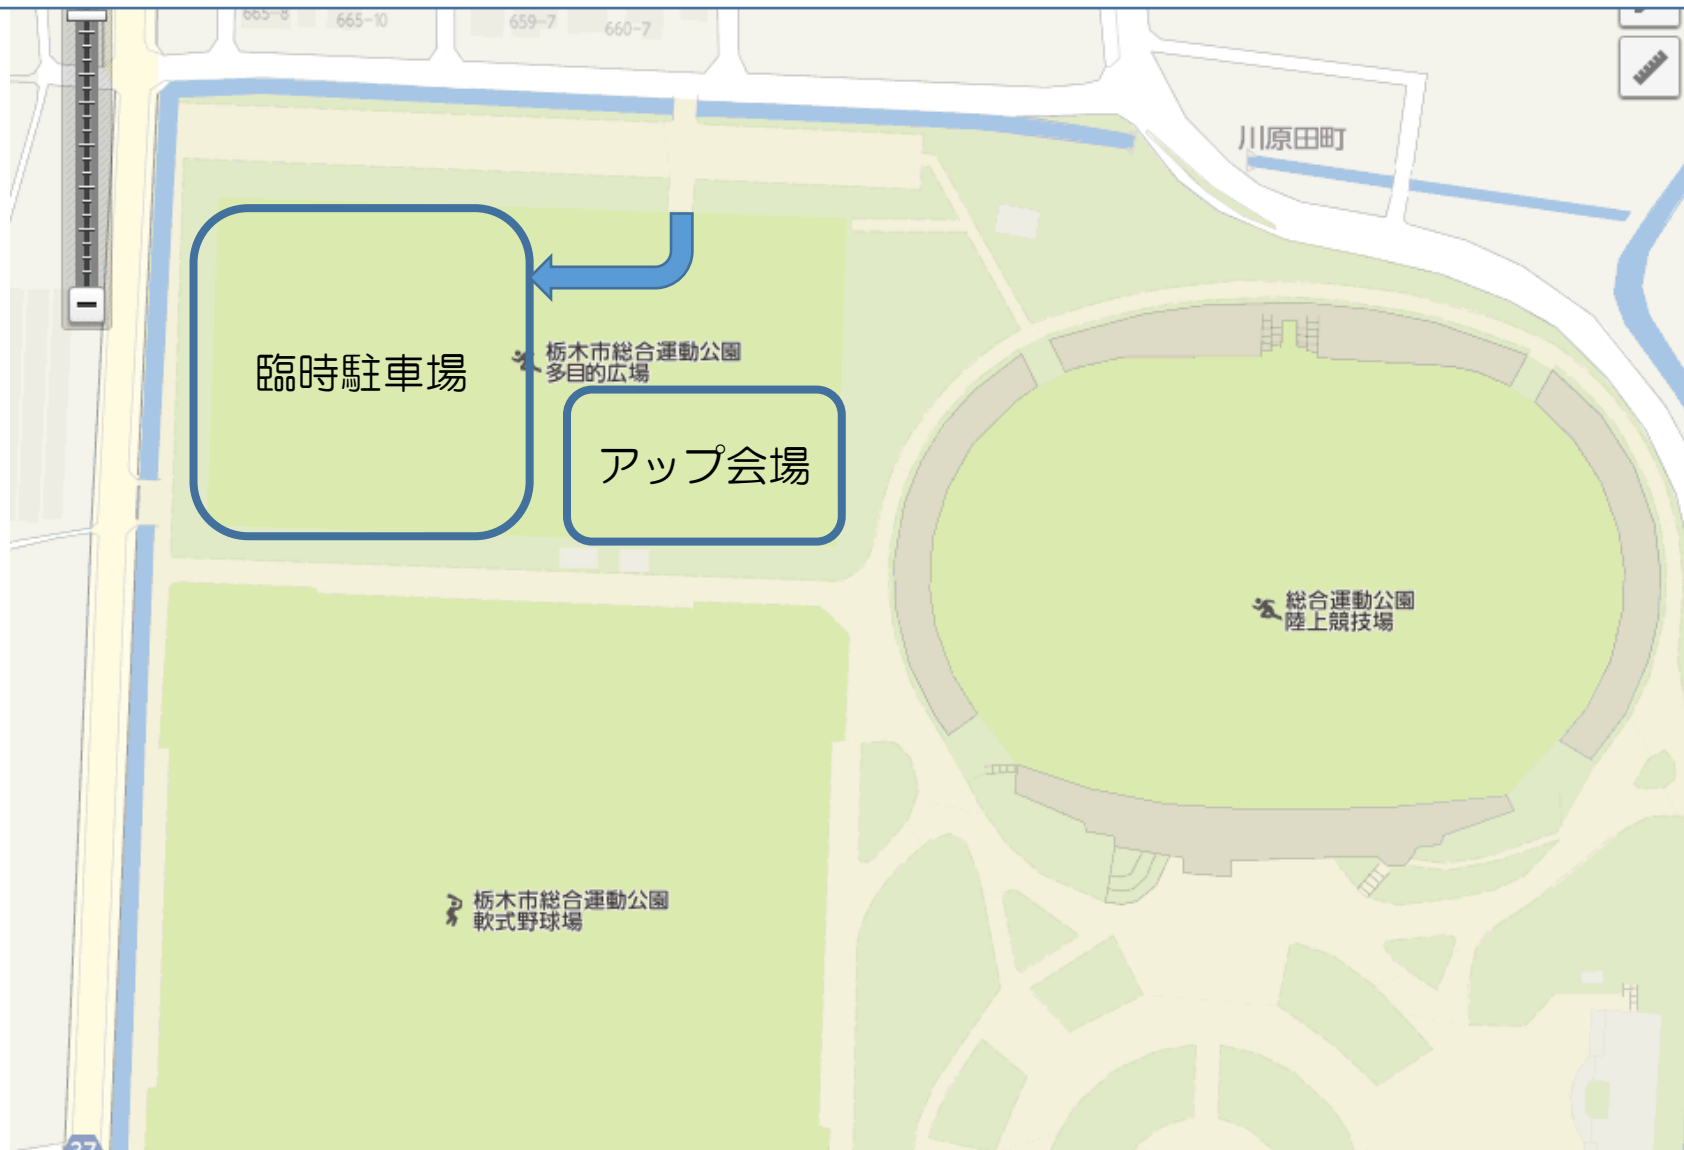 665-8
665-10
659-7
660-7
川原田町
栃木市総合運動公園
多目的広場
臨時駐車場
アップ会場
総合運動公園
陸上競技場
栃木市総合運動公園
軟式野球場
37